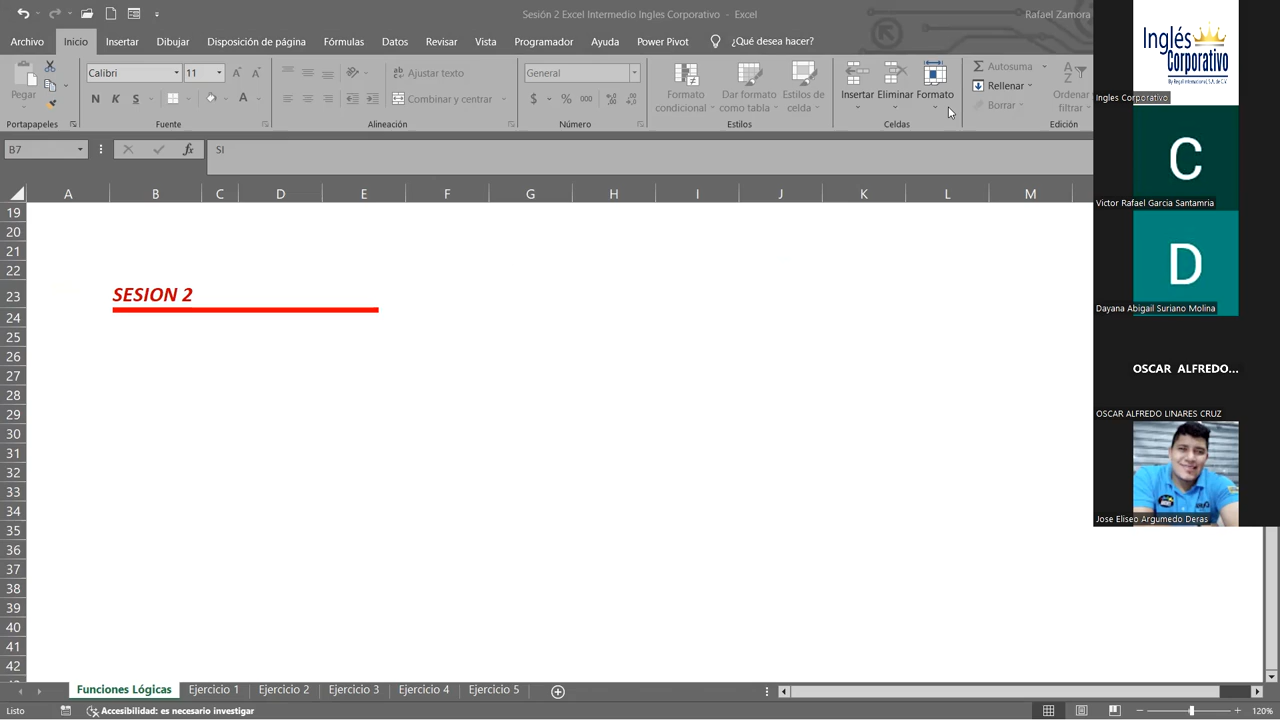 Sesión 2 Excel Intermedio Ingles Corporativo - Excel
Rafael Zamora
Archivo Inicio Insertar Dibujar Disposición de página Fórmulas Datos Revisar Vista Programador Ayuda Power Pivot ¿Qué desea hacer?
Pegar
Calibri 11
N K S
Ajustar texto
Combinar y centrar
General
$ % 000
Formato condicional
Dar formato como tabla
Estilos de celda
Insertar Eliminar Formato
Autosuma
Rellenar
Borrar
Ordenar filtrar
Portapapeles Fuente Alineación Número Estilos Celdas Edición
B7 fx SI
A B C D E F G H I J K L M
19
20
21
22
23 SESION 2
24
25
26
27
28
29
30
31
32
33
34
35
36
37
38
39
40
41
42
Inglés Corporativo
Ingles Corporativo
C
Victor Rafael Garcia Santamria
D
Dayana Abigail Suriano Molina
OSCAR ALFREDO...
OSCAR ALFREDO LINARES CRUZ
Jose Eliseo Argumedo Deras
Funciones Lógicas Ejercicio 1 Ejercicio 2 Ejercicio 3 Ejercicio 4 Ejercicio 5
Listo Accesibilidad: es necesario investigar 120%